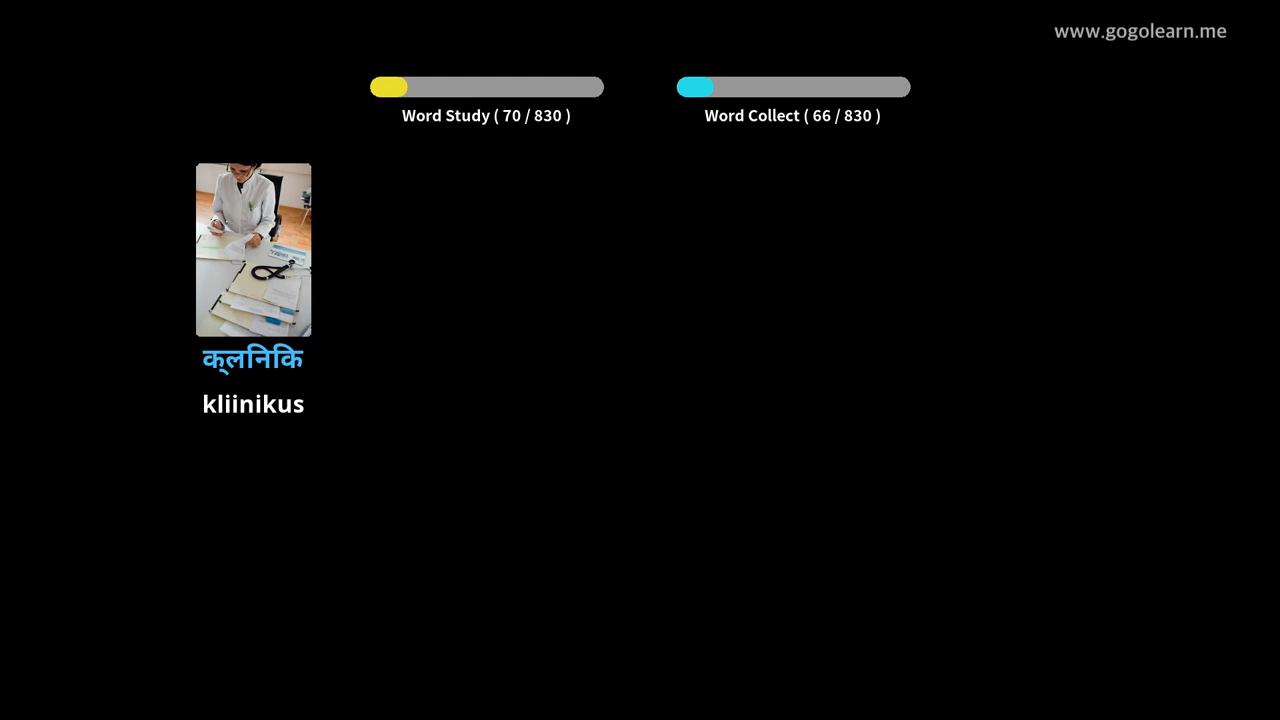 www.gogolearn.me
Word Study ( 70 / 830 )
Word Collect ( 66 / 830 )
क्लनिकि
kliinikus